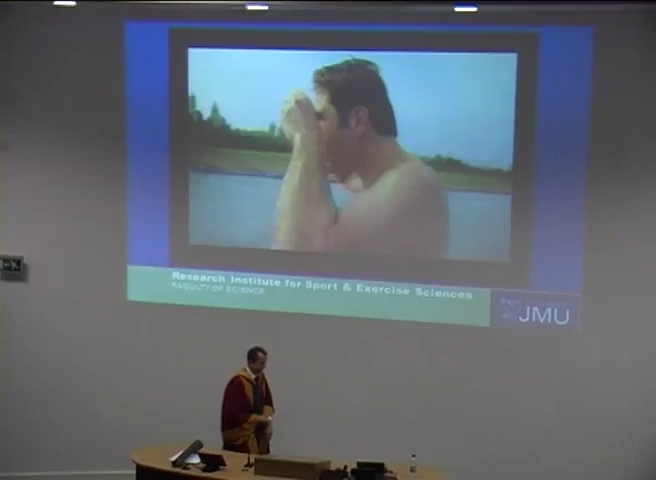 Research Institute for Sport & Exercise Sciences
FACULTY OF SCIENCE
JMU